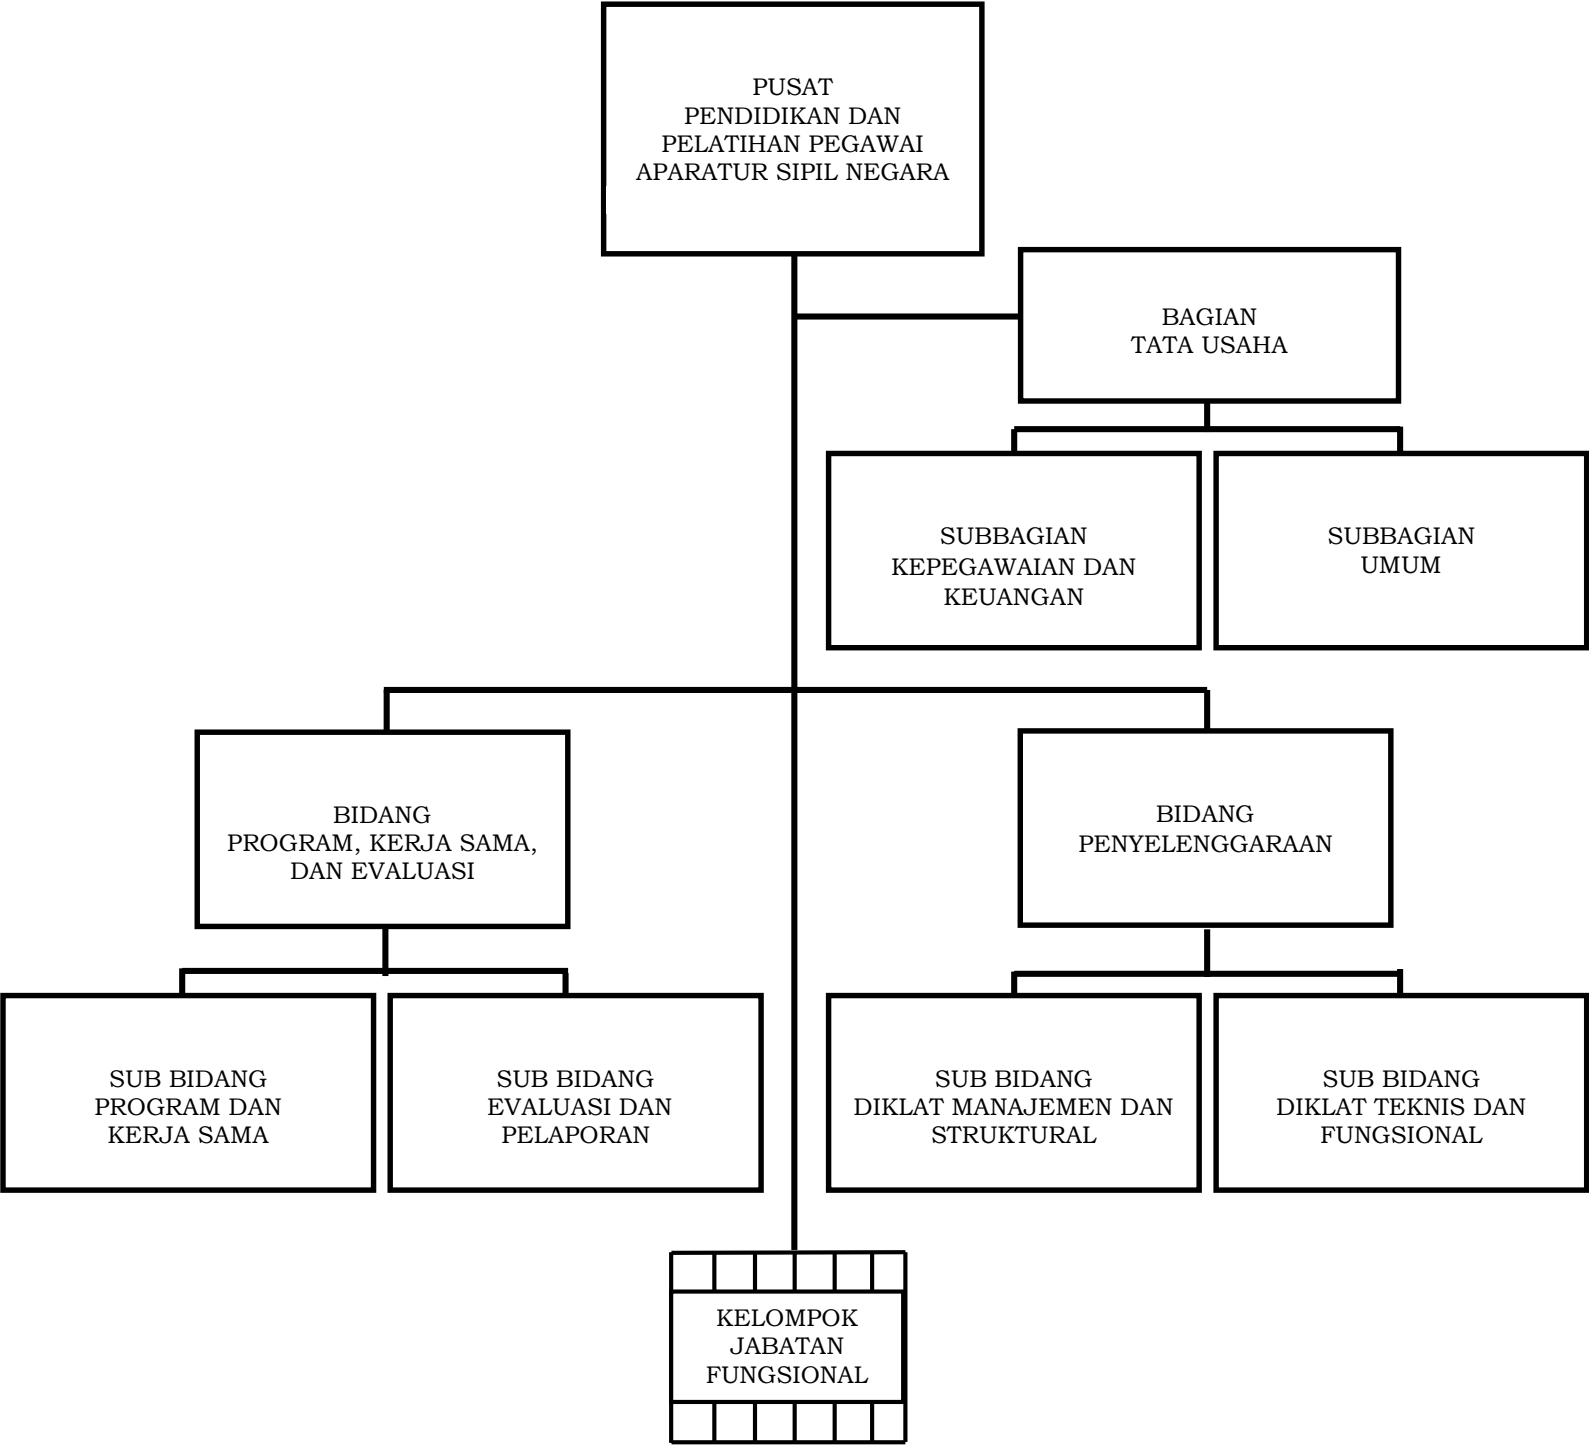 PUSAT
PENDIDIKAN DAN
PELATIHAN PEGAWAI
APARATUR SIPIL NEGARA
BAGIAN
TATA USAHA
SUBBAGIAN
KEPEGAWAIAN DAN
KEUANGAN
SUBBAGIAN
UMUM
BIDANG
PROGRAM, KERJA SAMA,
DAN EVALUASI
BIDANG
PENYELENGGARAAN
SUB BIDANG
PROGRAM DAN
KERJA SAMA
SUB BIDANG
EVALUASI DAN
PELAPORAN
SUB BIDANG
DIKLAT MANAJEMEN DAN
STRUKTURAL
SUB BIDANG
DIKLAT TEKNIS DAN
FUNGSIONAL
KELOMPOK
JABATAN
FUNGSIONAL